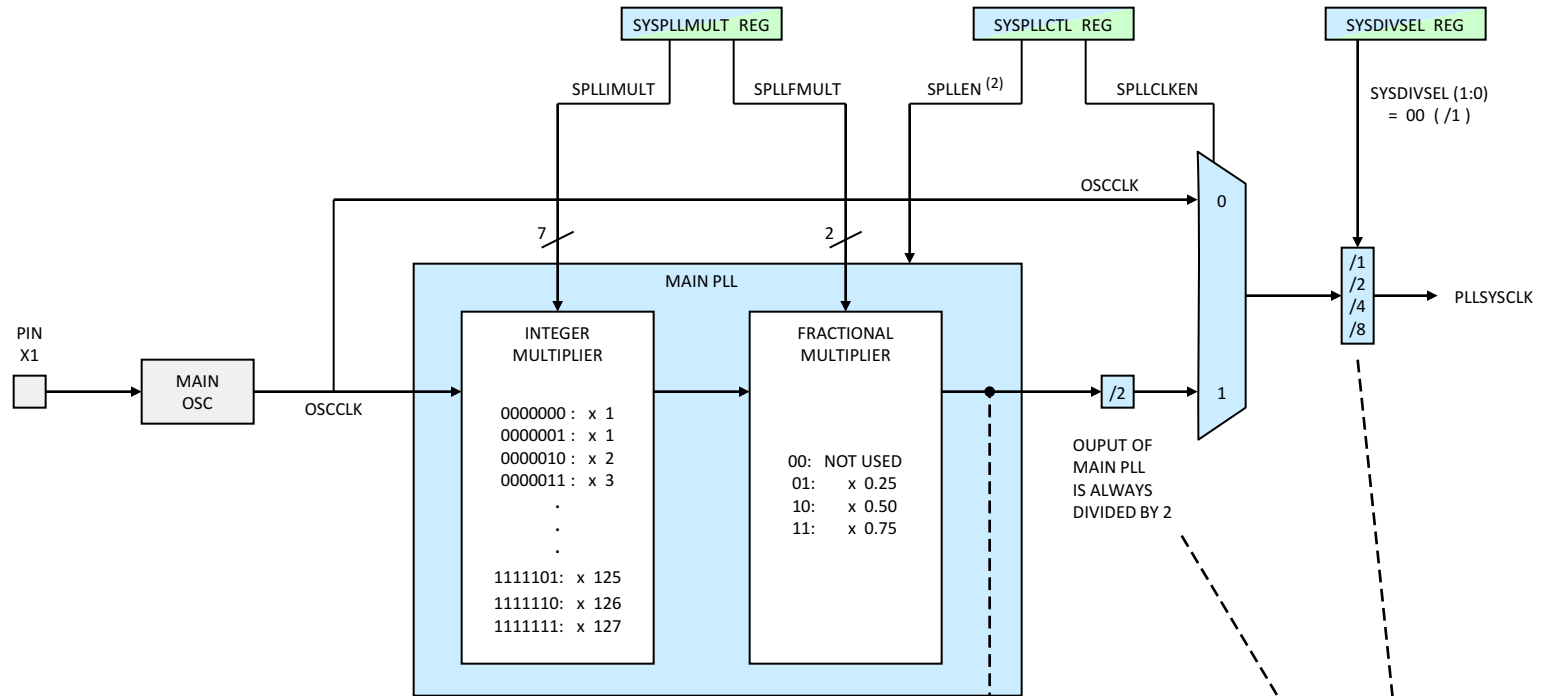 SYSPLLMULT REG
SYSPLLCTL REG
SYSDIVSEL REG
SPLLIMULT
SPLLFMULT
SPLLEN (2)
SPLLCLKEN
SYSDIVSEL (1:0)
= 00 ( /1 )
OSCCLK
0
7
2
MAIN PLL
/1
/2
/4
/8
PLLSYSCLK
PIN
X1
MAIN
OSC
OSCCLK
INTEGER
MULTIPLIER
0000000 : x 1
0000001 : x 1
0000010 : x 2
0000011 : x 3
.
.
.
1111101: x 125
1111110: x 126
1111111: x 127
FRACTIONAL
MULTIPLIER
00: NOT USED
01: x 0.25
10: x 0.50
11: x 0.75
/2
1
OUPUT OF
MAIN PLL
IS ALWAYS
DIVIDED BY 2